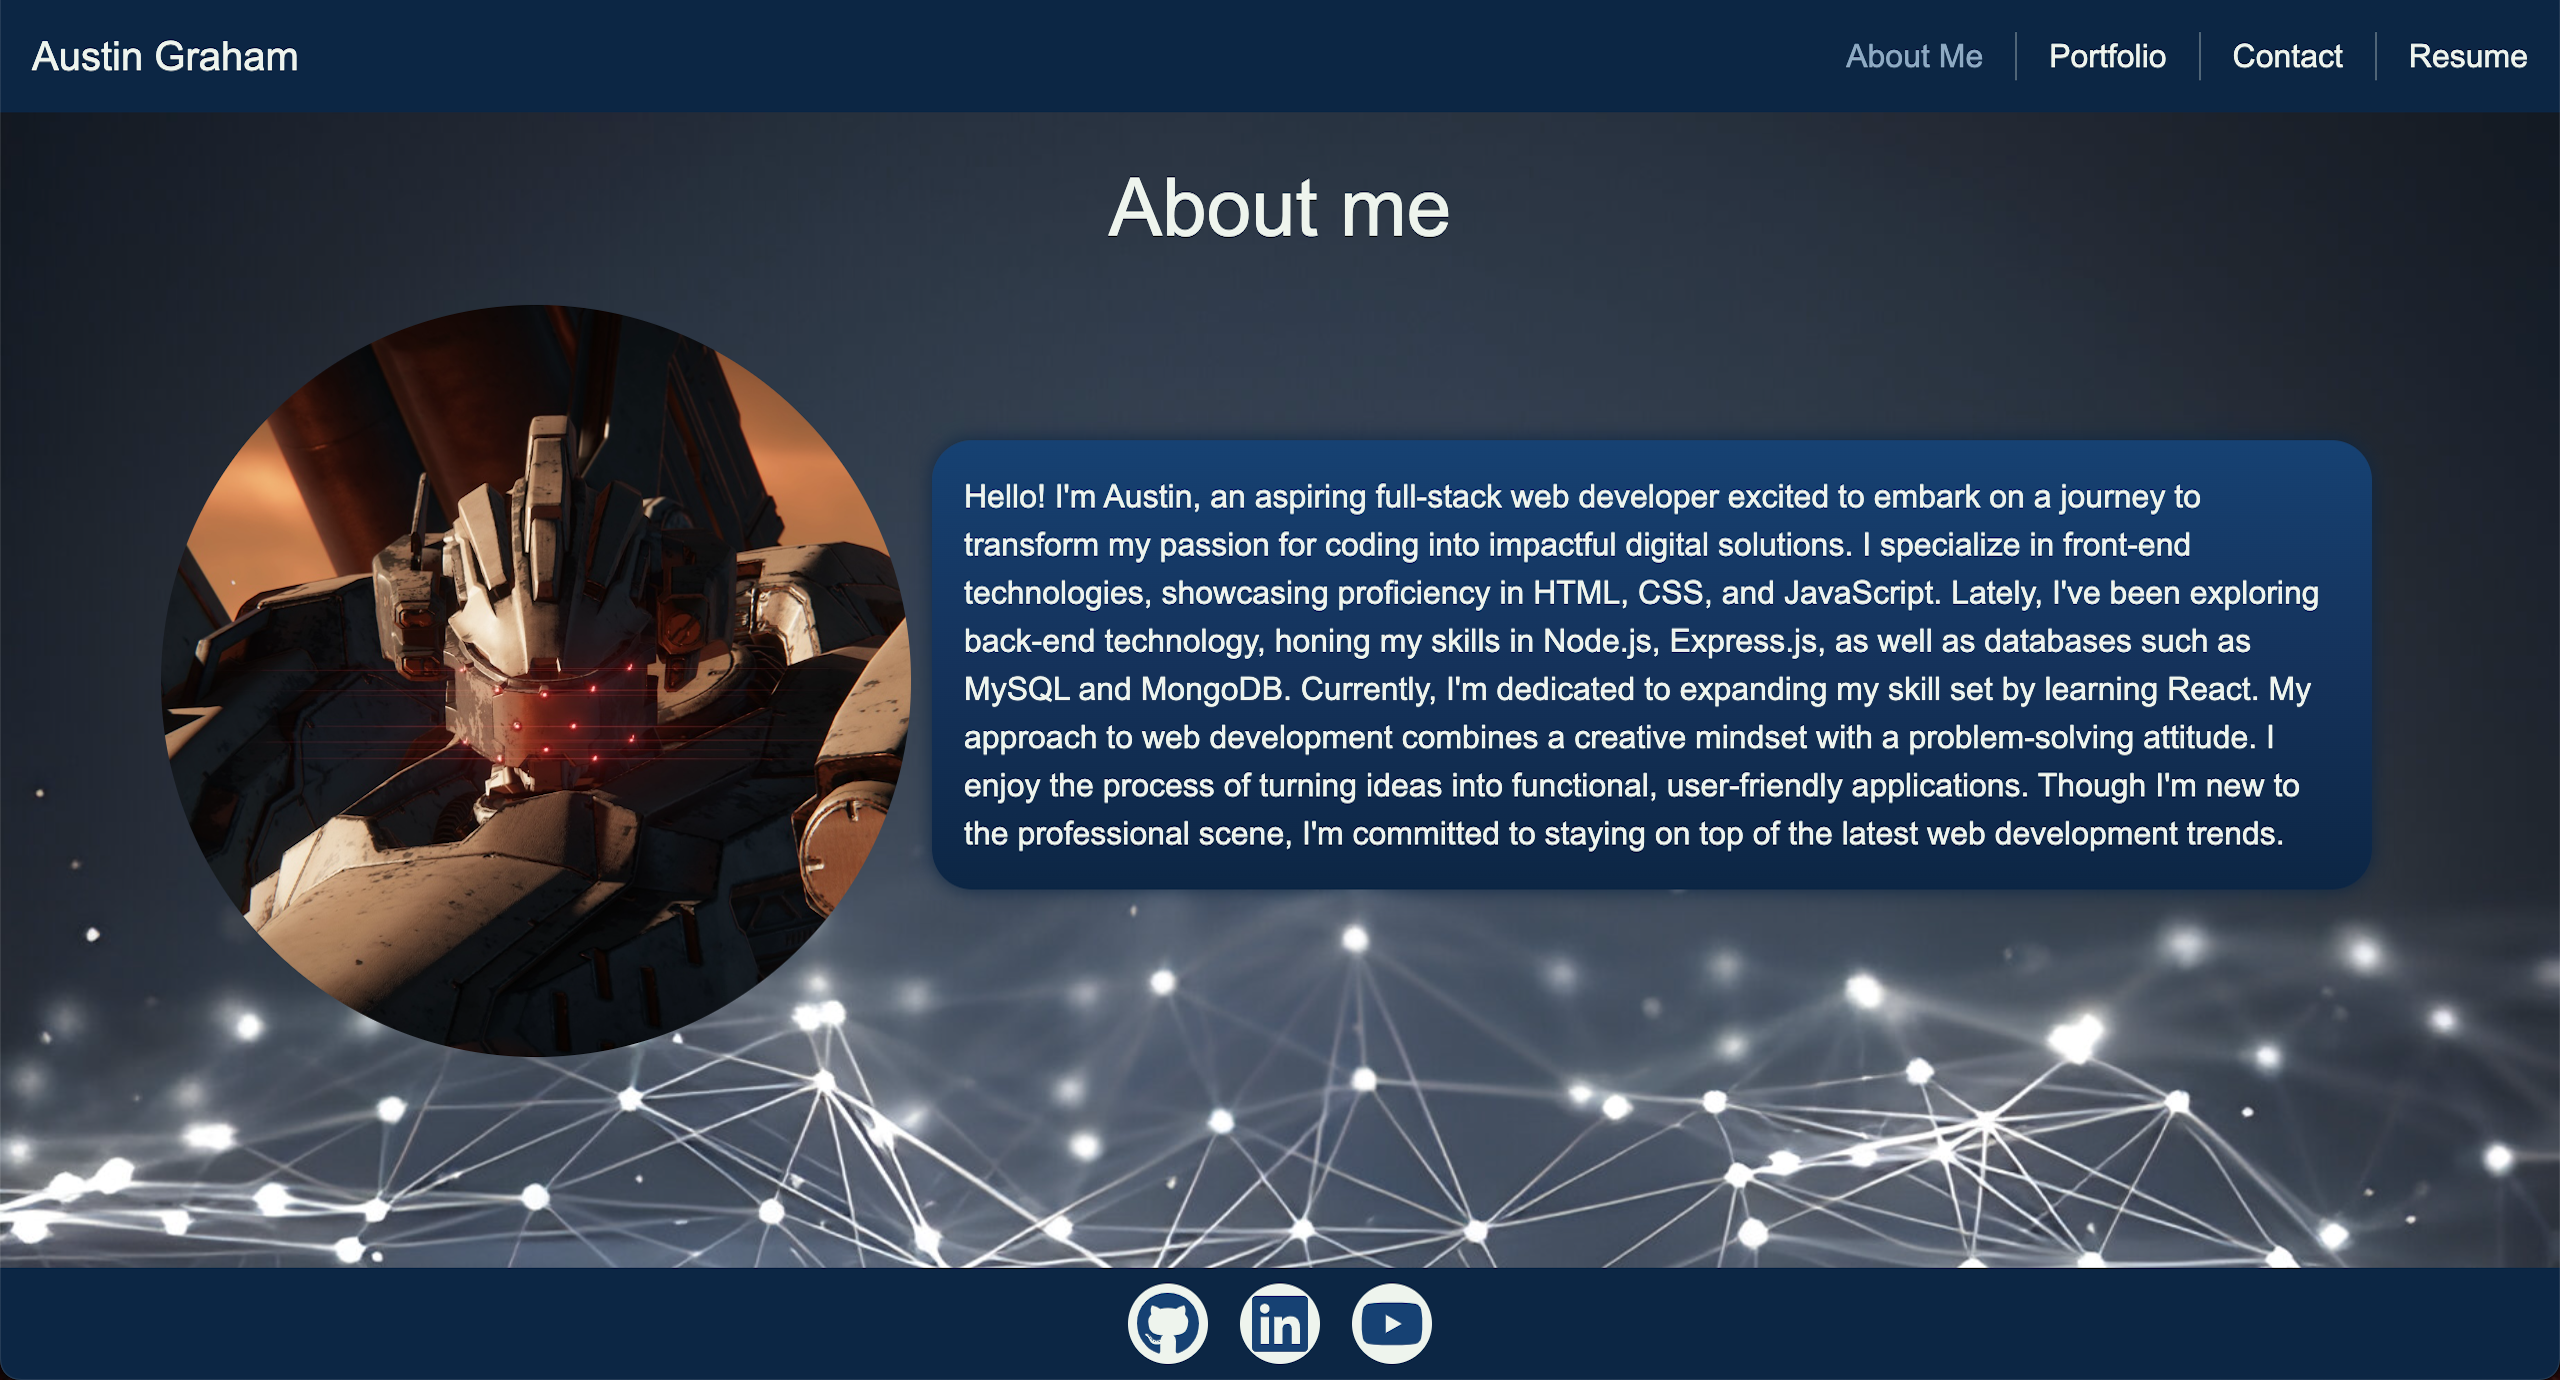 Austin Graham
About Me
Portfolio
Contact
Resume
About me
Hello! I'm Austin, an aspiring full-stack web developer excited to embark on a journey to
transform my passion for coding into impactful digital solutions. I specialize in front-end
technologies, showcasing proficiency in HTML, CSS, and JavaScript. Lately, I've been exploring
back-end technology, honing my skills in Node.js, Express.js, as well as databases such as
MySQL and MongoDB. Currently, I'm dedicated to expanding my skill set by learning React. My
approach to web development combines a creative mindset with a problem-solving attitude. I
enjoy the process of turning ideas into functional, user-friendly applications. Though I'm new to
the professional scene, I'm committed to staying on top of the latest web development trends.
in